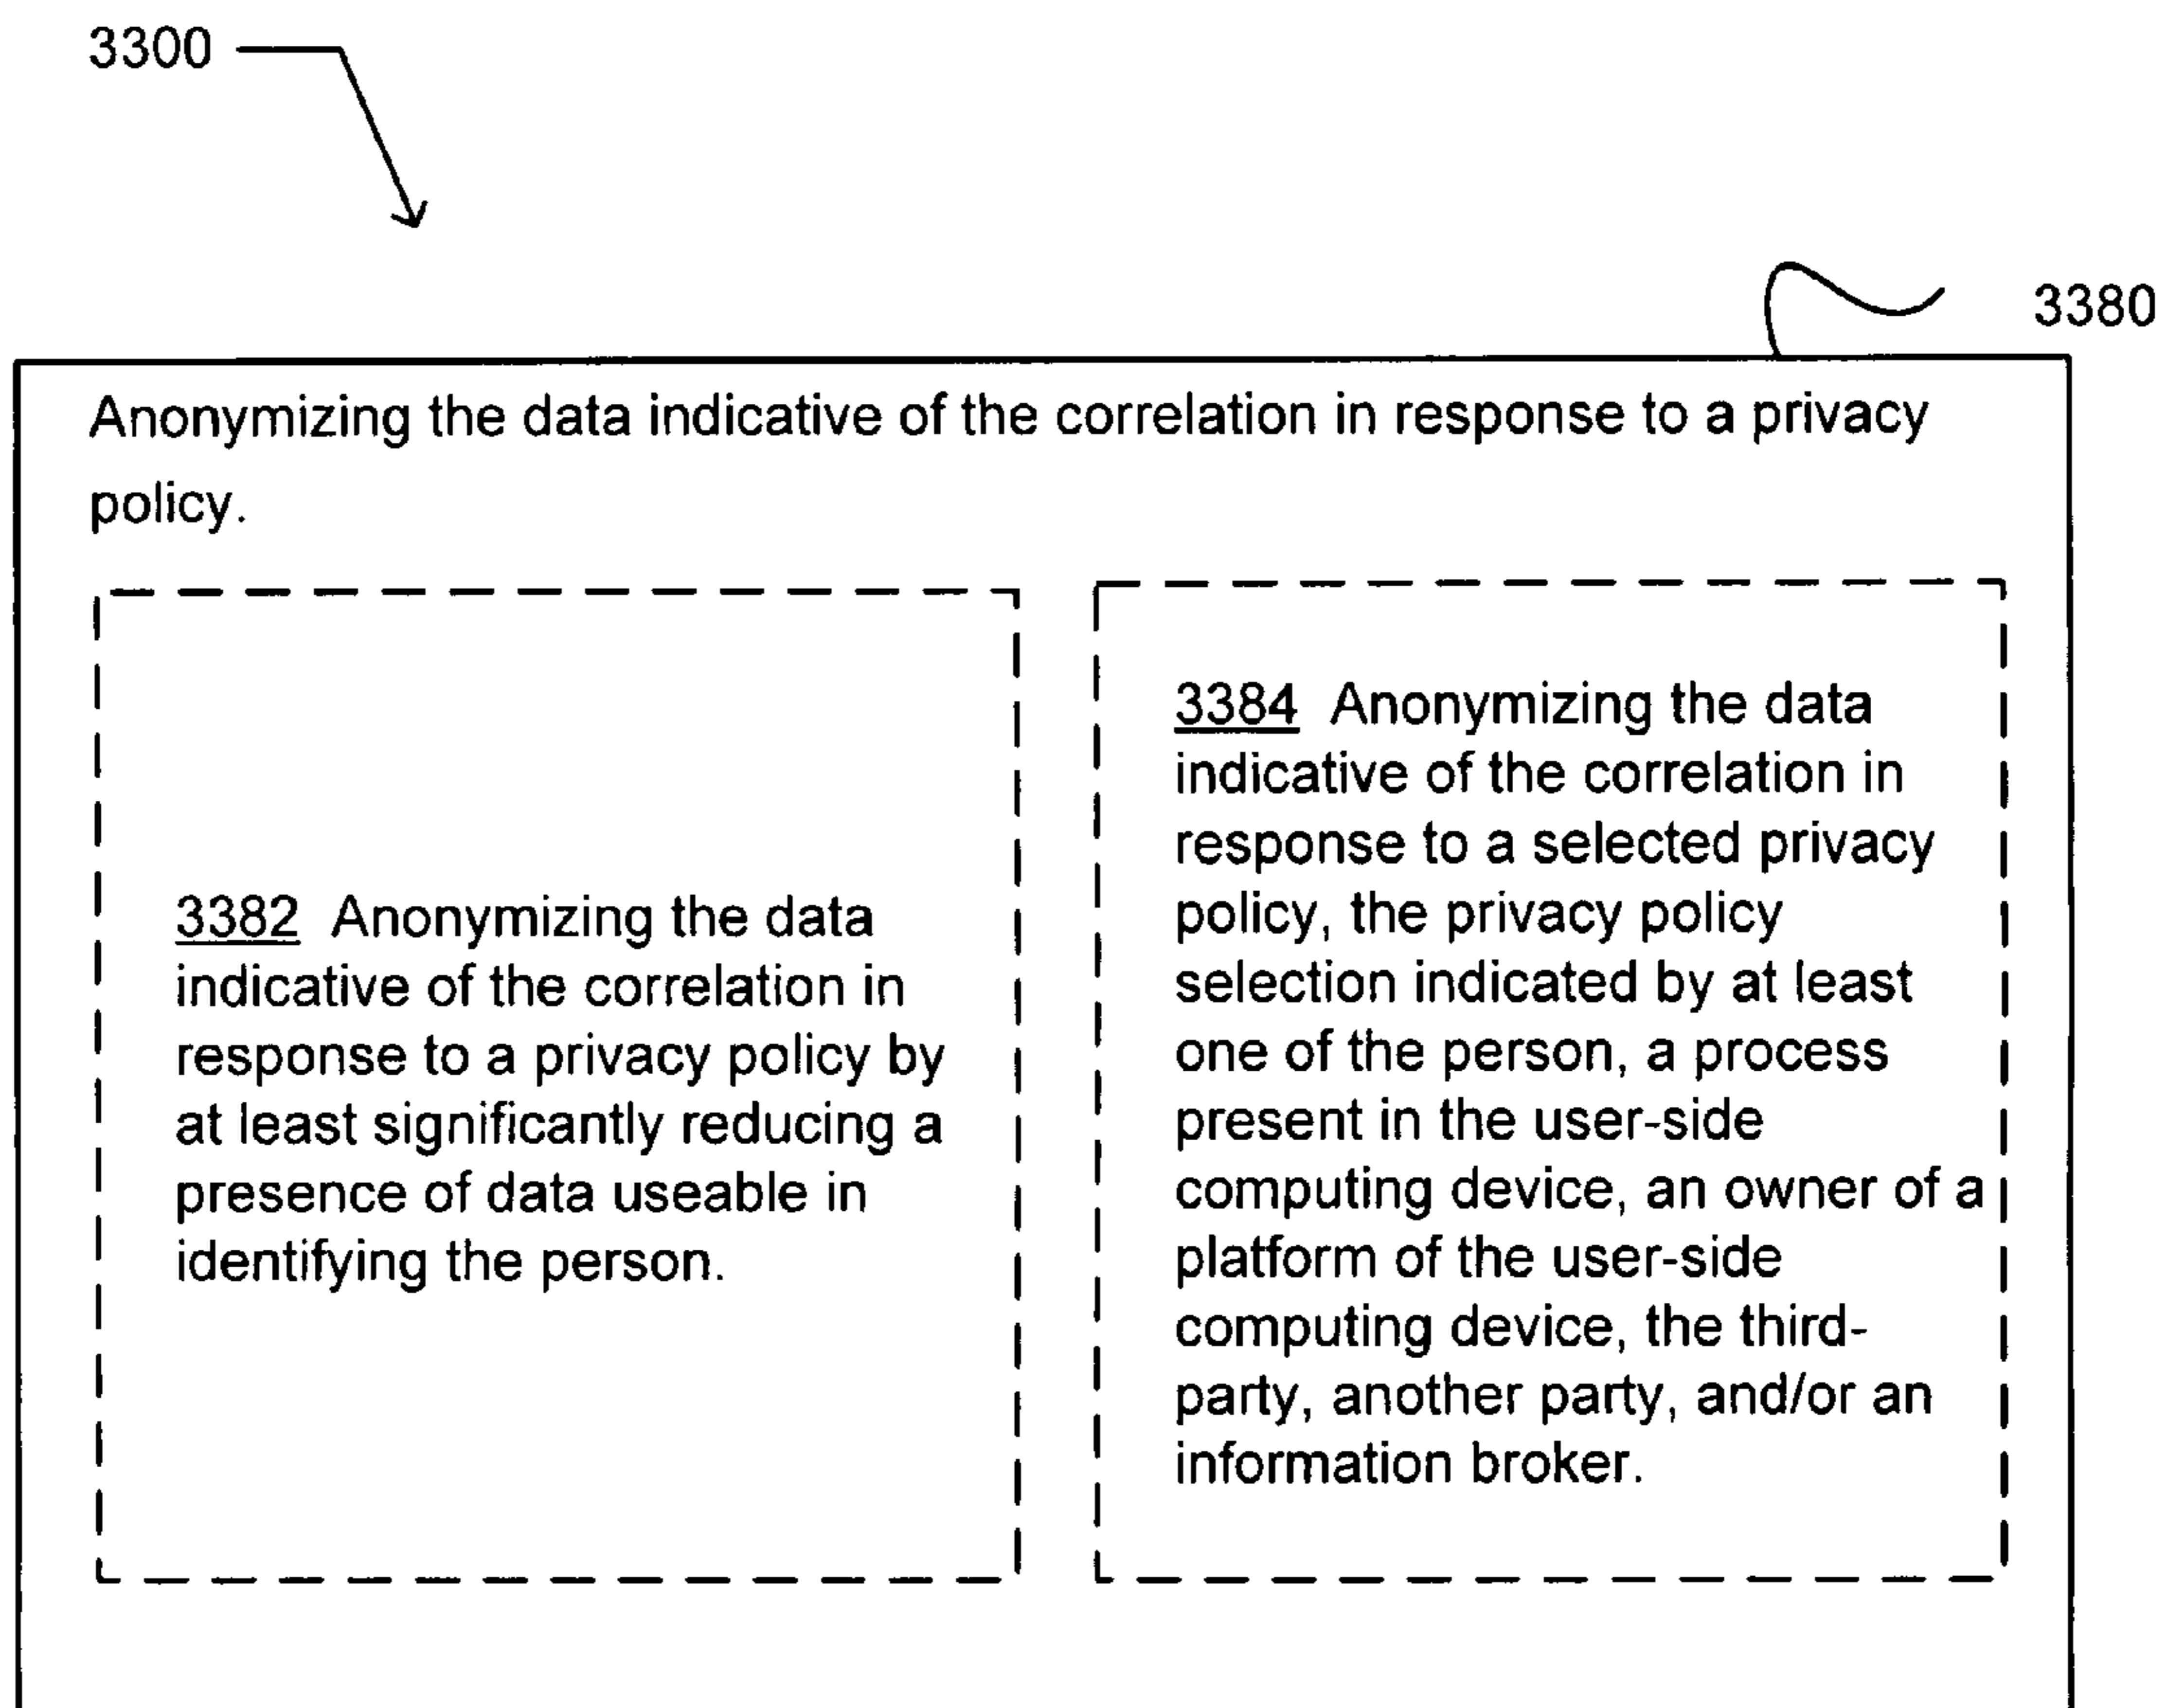 3300
3380
Anonymizing the data indicative of the correlation in response to a privacy
policy.
3382 Anonymizing the data
indicative of the correlation in
response to a privacy policy by
at least significantly reducing a
presence of data useable in
identifying the person.
3384 Anonymizing the data
indicative of the correlation in
response to a selected privacy
policy, the privacy policy
selection indicated by at least
one of the person, a process
present in the user-side
computing device, an owner of a
platform of the user-side
computing device, the third-
party, another party, and/or an
information broker.